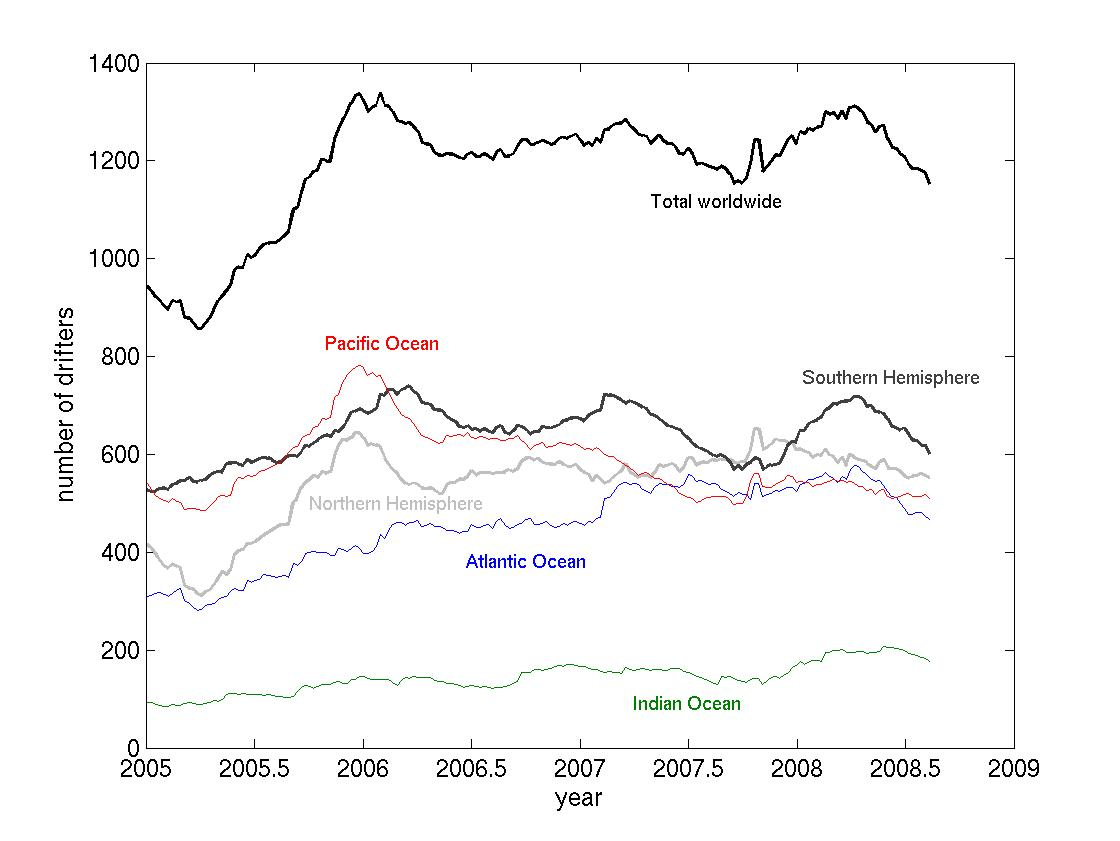 1400
1200
1000
800
600
400
200
0
number of drifters
Total worldwide
Pacific Ocean
Southern Hemisphere
Northern Hemisphere
Atlantic Ocean
Indian Ocean
2005 2005.5 2006 2006.5 2007 2007.5 2008 2008.5 2009
year